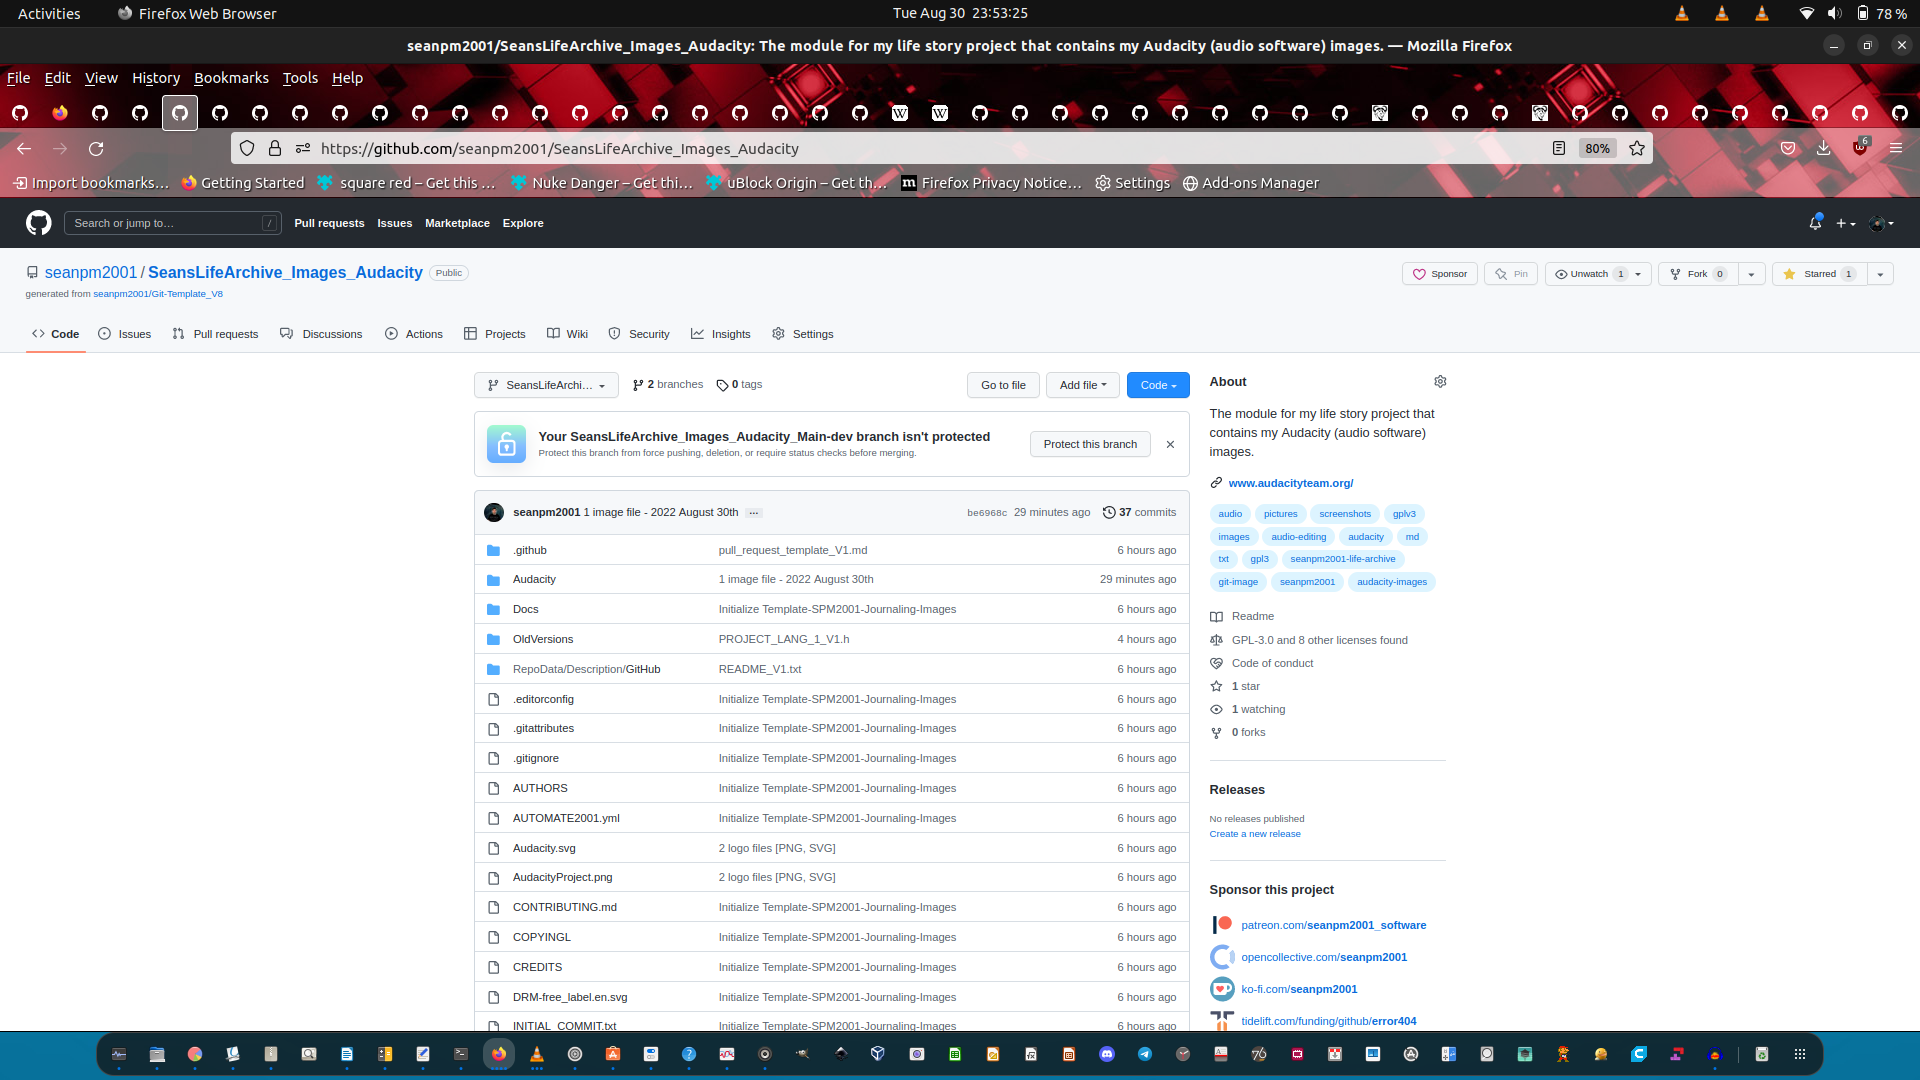 Activities Firefox Web Browser Tue Aug 30 23:53:25 78 %
seanpm2001/SeansLifeArchive_Images_Audacity: The module for my life story project that contains my Audacity (audio software) images. — Mozilla Firefox
File Edit View History Bookmarks Tools Help
https://github.com/seanpm2001/SeansLifeArchive_Images_Audacity 80% 6
Import bookmarks… Getting Started square red – Get this … Nuke Danger – Get thi… uBlock Origin – Get th… Firefox Privacy Notice… Settings Add-ons Manager
Search or jump to… / Pull requests Issues Marketplace Explore
seanpm2001 / SeansLifeArchive_Images_Audacity Public Sponsor Pin Unwatch 1 Fork 0 Starred 1
generated from seanpm2001/Git-Template_V8
Code Issues Pull requests Discussions Actions Projects Wiki Security Insights Settings
SeansLifeArchi… 2 branches 0 tags Go to file Add file Code
Your SeansLifeArchive_Images_Audacity_Main-dev branch isn't protected
Protect this branch from force pushing, deletion, or require status checks before merging.
Protect this branch
seanpm2001 1 image file - 2022 August 30th … be6968c 29 minutes ago 37 commits
.github pull_request_template_V1.md 6 hours ago
Audacity 1 image file - 2022 August 30th 29 minutes ago
Docs Initialize Template-SPM2001-Journaling-Images 6 hours ago
OldVersions PROJECT_LANG_1_V1.h 4 hours ago
RepoData/Description/GitHub README_V1.txt 6 hours ago
.editorconfig Initialize Template-SPM2001-Journaling-Images 6 hours ago
.gitattributes Initialize Template-SPM2001-Journaling-Images 6 hours ago
.gitignore Initialize Template-SPM2001-Journaling-Images 6 hours ago
AUTHORS Initialize Template-SPM2001-Journaling-Images 6 hours ago
AUTOMATE2001.yml Initialize Template-SPM2001-Journaling-Images 6 hours ago
Audacity.svg 2 logo files [PNG, SVG] 6 hours ago
AudacityProject.png 2 logo files [PNG, SVG] 6 hours ago
CONTRIBUTING.md Initialize Template-SPM2001-Journaling-Images 6 hours ago
COPYINGL Initialize Template-SPM2001-Journaling-Images 6 hours ago
CREDITS Initialize Template-SPM2001-Journaling-Images 6 hours ago
DRM-free_label.en.svg Initialize Template-SPM2001-Journaling-Images 6 hours ago
INITIAL_COMMIT.txt Initialize Template-SPM2001-Journaling-Images 6 hours ago
About
The module for my life story project that
contains my Audacity (audio software)
images.
www.audacityteam.org/
audio pictures screenshots gplv3
images audio-editing audacity md
txt gpl3 seanpm2001-life-archive
git-image seanpm2001 audacity-images
Readme
GPL-3.0 and 8 other licenses found
Code of conduct
1 star
1 watching
0 forks
Releases
No releases published
Create a new release
Sponsor this project
patreon.com/seanpm2001_software
opencollective.com/seanpm2001
ko-fi.com/seanpm2001
tidelift.com/funding/github/error404